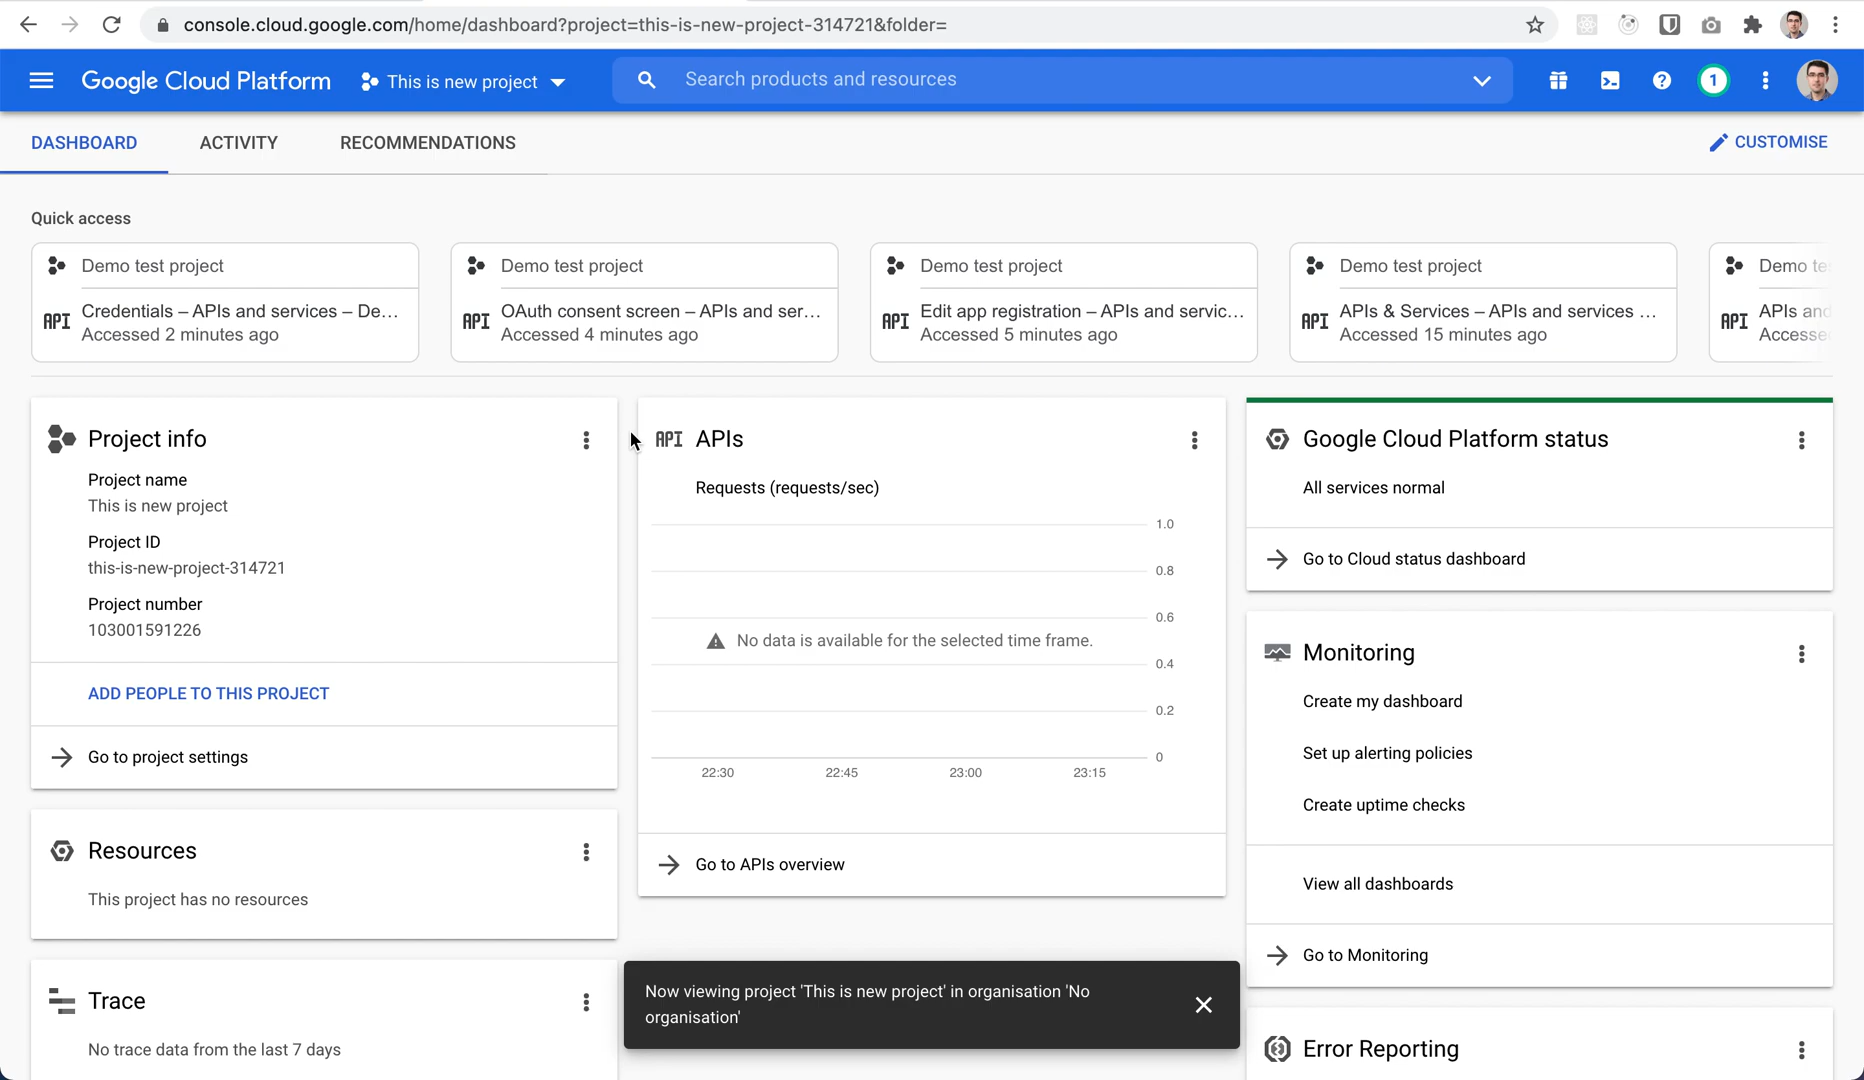 console.cloud.google.com/home/dashboard?project=this-is-new-project-314721&folder=
Google Cloud Platform
This is new project
Search products and resources
1
DASHBOARD
ACTIVITY
RECOMMENDATIONS
CUSTOMISE
Quick access
Demo test project
API
Credentials – APIs and services – De...
Accessed 2 minutes ago
Demo test project
API
OAuth consent screen – APIs and ser...
Accessed 4 minutes ago
Demo test project
API
Edit app registration – APIs and servic...
Accessed 5 minutes ago
Demo test project
API
APIs & Services – APIs and services ...
Accessed 15 minutes ago
Demo te
API
APIs and
Accesse
Project info
Project name
This is new project
Project ID
this-is-new-project-314721
Project number
103001591226
ADD PEOPLE TO THIS PROJECT
Go to project settings
Resources
This project has no resources
Trace
No trace data from the last 7 days
API APIs
Requests (requests/sec)
1.0
0.8
0.6
No data is available for the selected time frame.
0.4
0.2
0
22:30 22:45 23:00 23:15
Go to APIs overview
Now viewing project 'This is new project' in organisation 'No
organisation'
Google Cloud Platform status
All services normal
Go to Cloud status dashboard
Monitoring
Create my dashboard
Set up alerting policies
Create uptime checks
View all dashboards
Go to Monitoring
Error Reporting